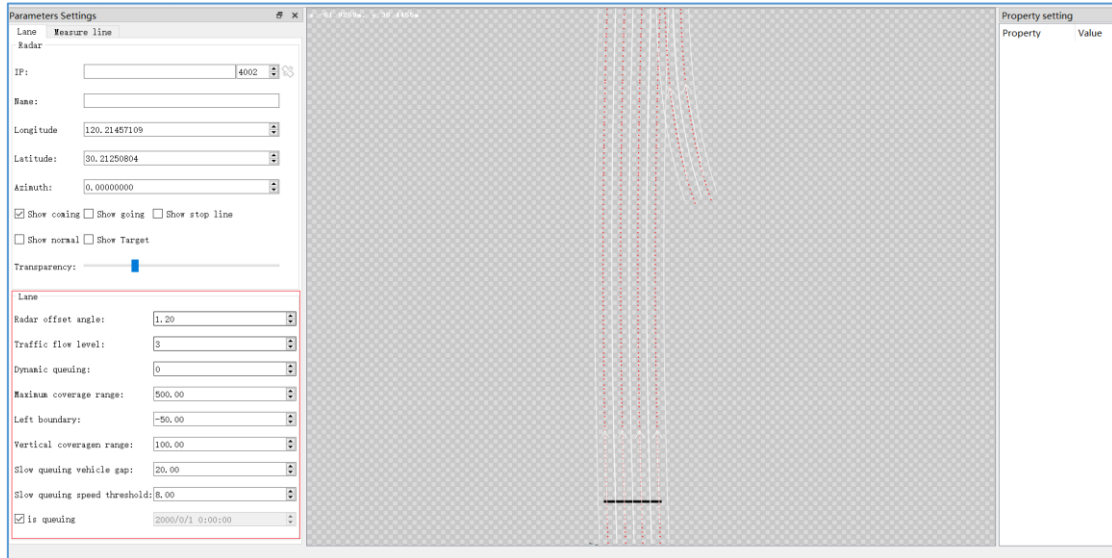 Parameters Settings
Lane Measure line
Radar
IP: 4002
Name:
Longitude 120.21457109
Latitude: 30.21250804
Azimuth: 0.00000000
Show coming Show going Show stop line
Show normal Show Target
Transparency:
Lane
Radar offset angle: 1.20
Traffic flow level: 3
Dynamic queuing: 0
Maximum coverage range: 500.00
Left boundary: -50.00
Vertical coveragen range: 100.00
Slow queuing vehicle gap: 20.00
Slow queuing speed threshold: 8.00
is queuing 2000/0/1 0:00:00
Property setting
Property Value